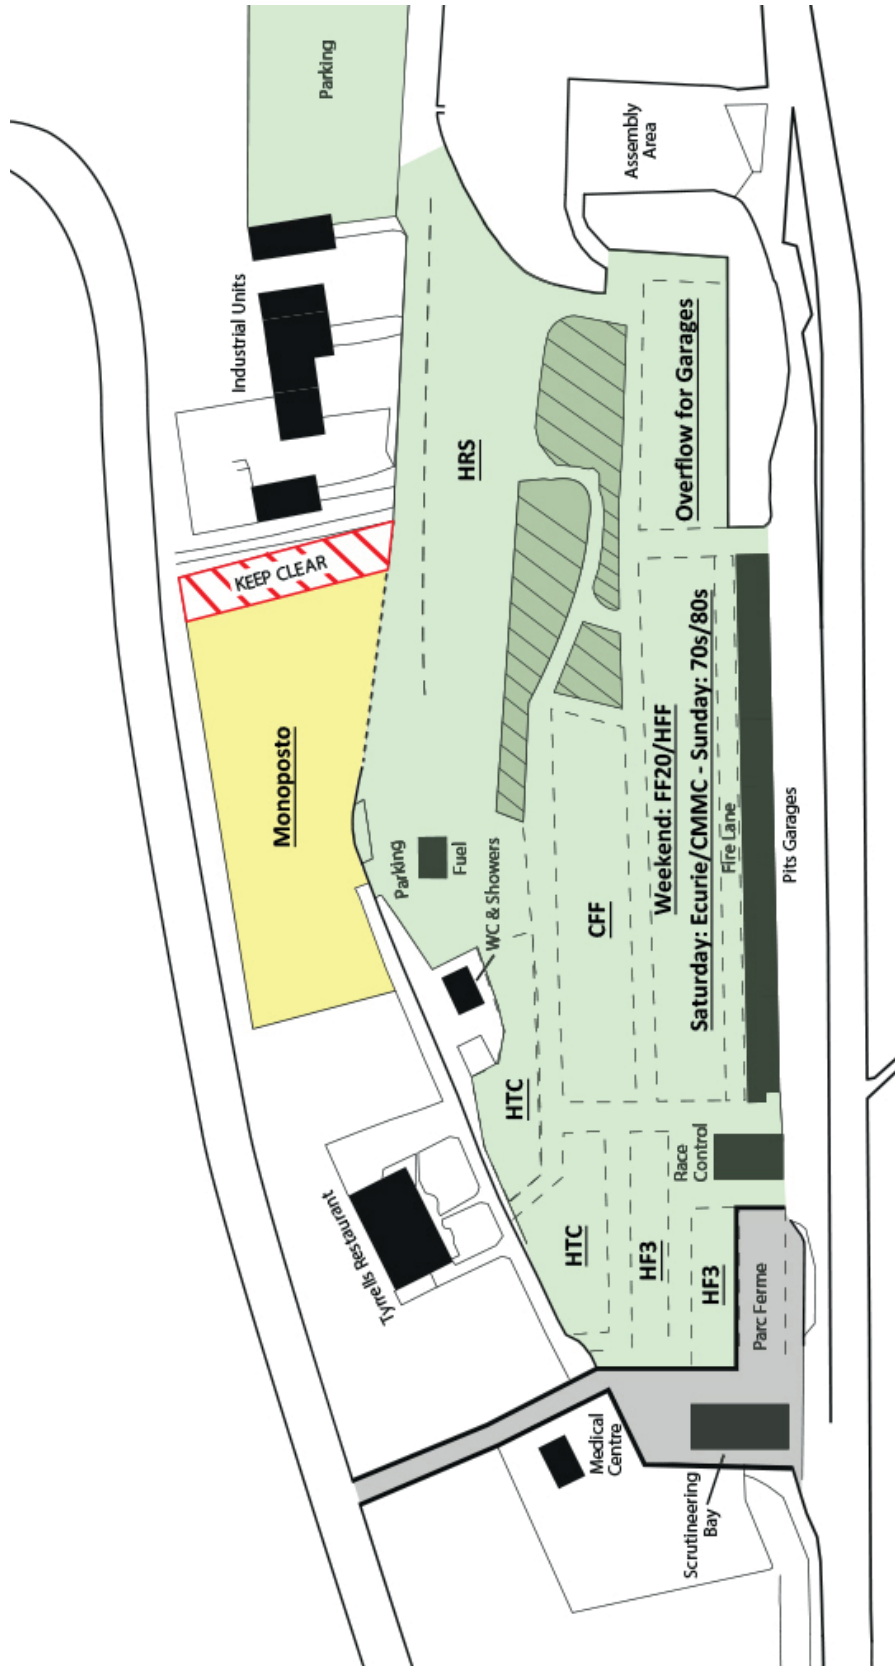 Parking
Assembly
Area
Industrial Units
Overflow for Garages
HRS
KEEP CLEAR
Monoposto
Weekend: FF20/HFF
Saturday: Ecurie/CMMC - Sunday: 70s/80s
Fire Lane
Pits Garages
Parking
Fuel
WC & Showers
CFF
HTC
Race
Control
Tyrrells Restaurant
HTC
HF3
HF3
Parc Ferme
Medical
Centre
Scrutineering
Bay